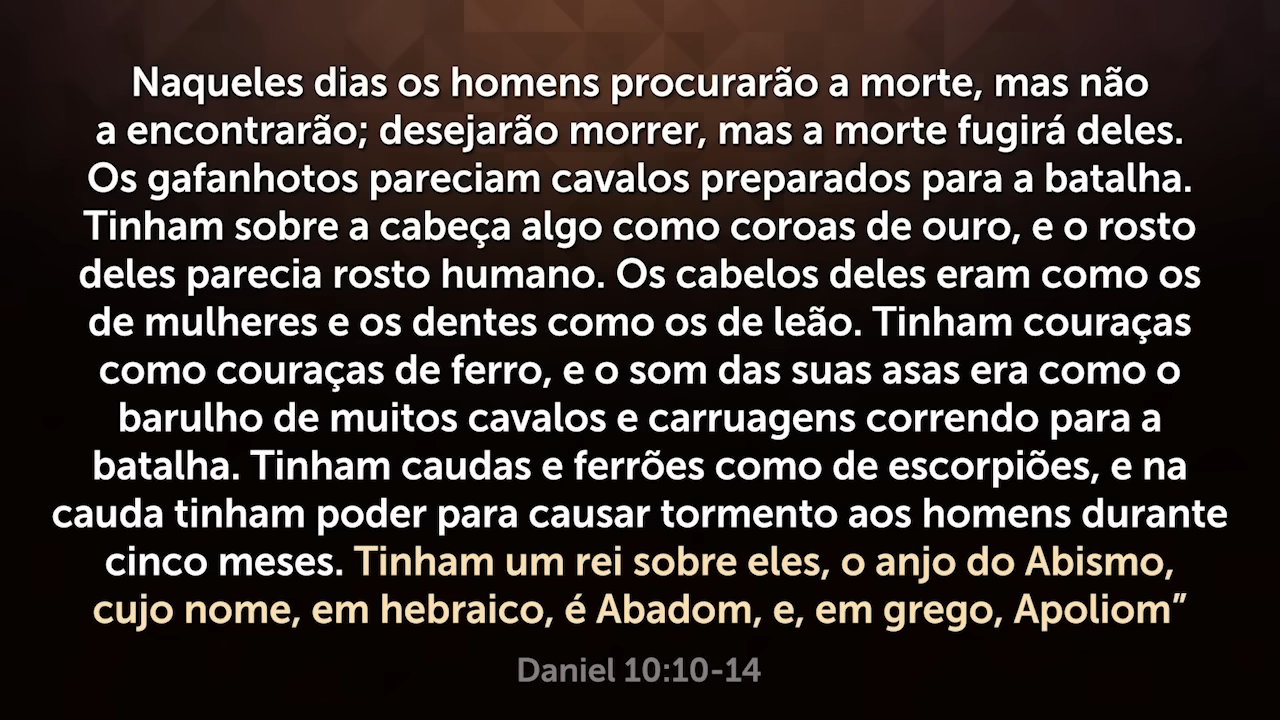 Naqueles dias os homens procurarão a morte, mas não
a encontrarão; desejarão morrer, mas a morte fugirá deles.
Os gafanhotos pareciam cavalos preparados para a batalha.
Tinham sobre a cabeça algo como coroas de ouro, e o rosto
deles parecia rosto humano. Os cabelos deles eram como os
de mulheres e os dentes como os de leão. Tinham couraças
como couraças de ferro, e o som das suas asas era como o
barulho de muitos cavalos e carruagens correndo para a
batalha. Tinham caudas e ferrões como de escorpiões, e na
cauda tinham poder para causar tormento aos homens durante
cinco meses. Tinham um rei sobre eles, o anjo do Abismo,
cujo nome, em hebraico, é Abadom, e, em grego, Apoliom”
Daniel 10:10-14